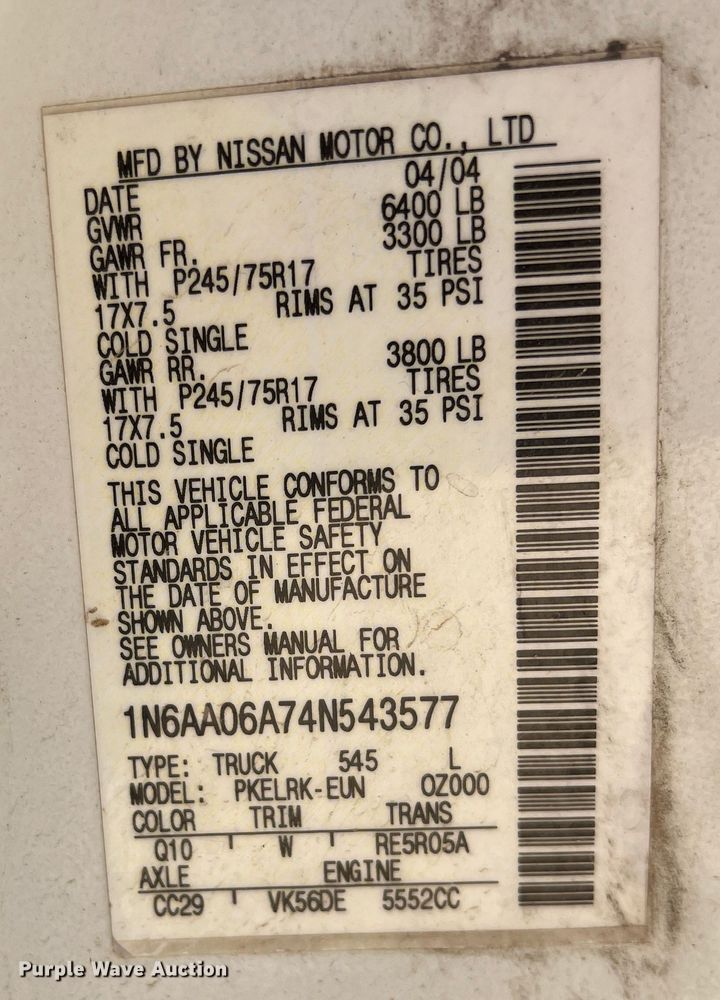 MFD BY NISSAN MOTOR CO., LTD
DATE 04/04
GVWR 6400 LB
GAWR FR. 3300 LB
WITH P245/75R17 TIRES
17X7.5 RIMS AT 35 PSI
COLD SINGLE
GAWR RR. 3800 LB
WITH P245/75R17 TIRES
17X7.5 RIMS AT 35 PSI
COLD SINGLE
THIS VEHICLE CONFORMS TO
ALL APPLICABLE FEDERAL
MOTOR VEHICLE SAFETY
STANDARDS IN EFFECT ON
THE DATE OF MANUFACTURE
SHOWN ABOVE.
SEE OWNERS MANUAL FOR
ADDITIONAL INFORMATION.
1N6AA06A74N543577
TYPE: TRUCK 545 L
MODEL: PKELRK-EUN 0Z000
COLOR TRIM TRANS
Q10 W RE5R05A
AXLE ENGINE
CC29 VK56DE 5552CC
Purple Wave Auction